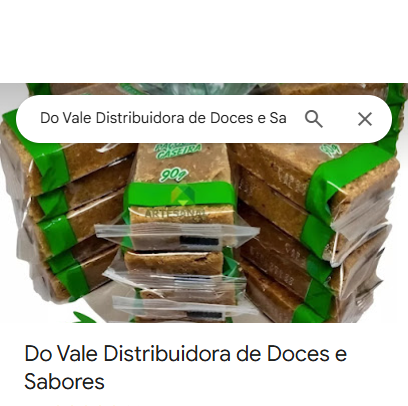 Do Vale Distribuidora de Doces e Sa
CASEIRA
90g
ARTESANAL
Do Vale Distribuidora de Doces e
Sabores